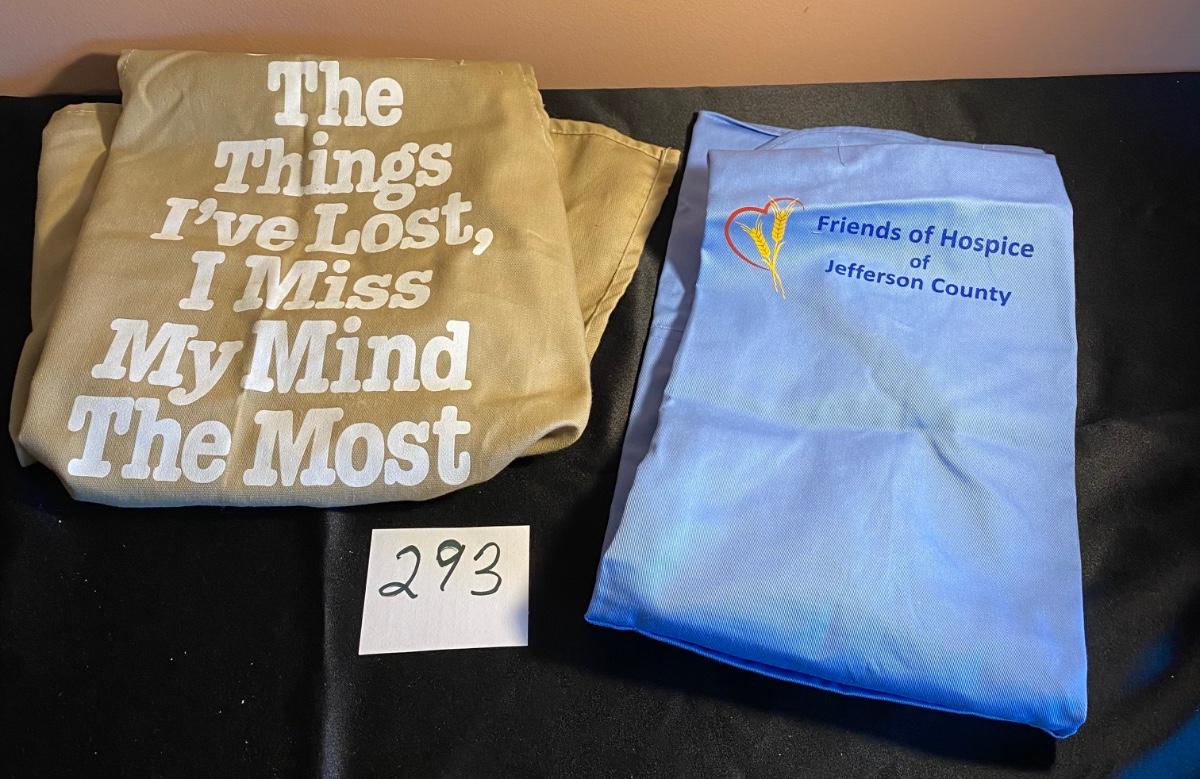 The
Things
I've Lost,
I Miss
My Mind
The Most
Friends of Hospice
of
Jefferson County
293